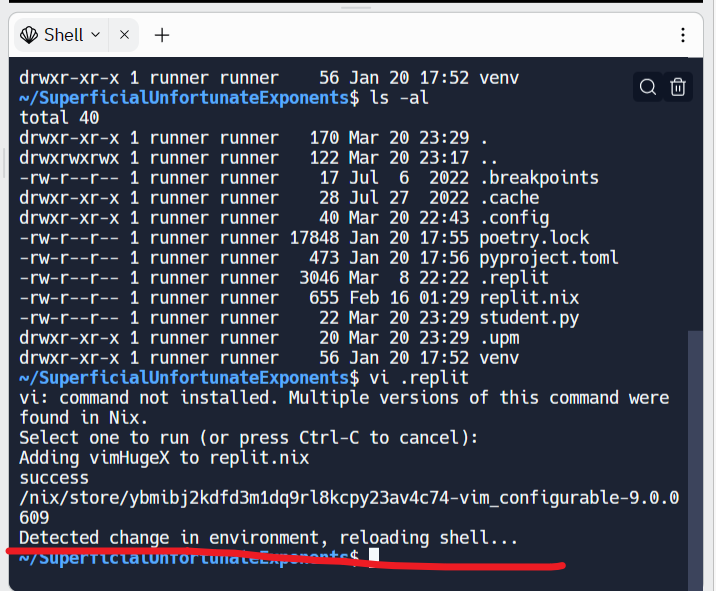 Shell
drwxr-xr-x 1 runner runner    56 Jan 20 17:52 venv
~/SuperficialUnfortunateExponents$ ls -al
total 40
drwxr-xr-x 1 runner runner   170 Mar 20 23:29 .
drwxrwxrwx 1 runner runner   122 Mar 20 23:17 ..
-rw-r--r-- 1 runner runner    17 Jul  6  2022 .breakpoints
drwxr-xr-x 1 runner runner    28 Jul 27  2022 .cache
drwxr-xr-x 1 runner runner    40 Mar 20 22:43 .config
-rw-r--r-- 1 runner runner 17848 Jan 20 17:55 poetry.lock
-rw-r--r-- 1 runner runner   473 Jan 20 17:56 pyproject.toml
-rw-r--r-- 1 runner runner  3046 Mar  8 22:22 .replit
-rw-r--r-- 1 runner runner   655 Feb 16 01:29 replit.nix
-rw-r--r-- 1 runner runner    22 Mar 20 23:29 student.py
drwxr-xr-x 1 runner runner    20 Mar 20 23:29 .upm
drwxr-xr-x 1 runner runner    56 Jan 20 17:52 venv
~/SuperficialUnfortunateExponents$ vi .replit
vi: command not installed. Multiple versions of this command were
found in Nix.
Select one to run (or press Ctrl-C to cancel):
Adding vimHugeX to replit.nix
success
/nix/store/ybmibj2kdfd3m1dq9rl8kcpy23av4c74-vim_configurable-9.0.0
609
Detected change in environment, reloading shell...
~/SuperficialUnfortunateExponents$